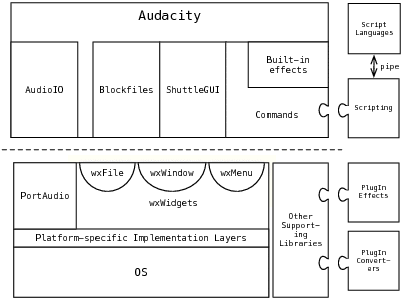 Audacity
Script
Languages
pipe
AudioIO
Blockfiles
ShuttleGUI
Built-in
effects
Commands
Scripting
PortAudio
wxFile
wxWindow
wxMenu
wxWidgets
Platform-specific Implementation Layers
OS
Other
Support-
ing
Libraries
PlugIn
Effects
PlugIn
Convert-
ers